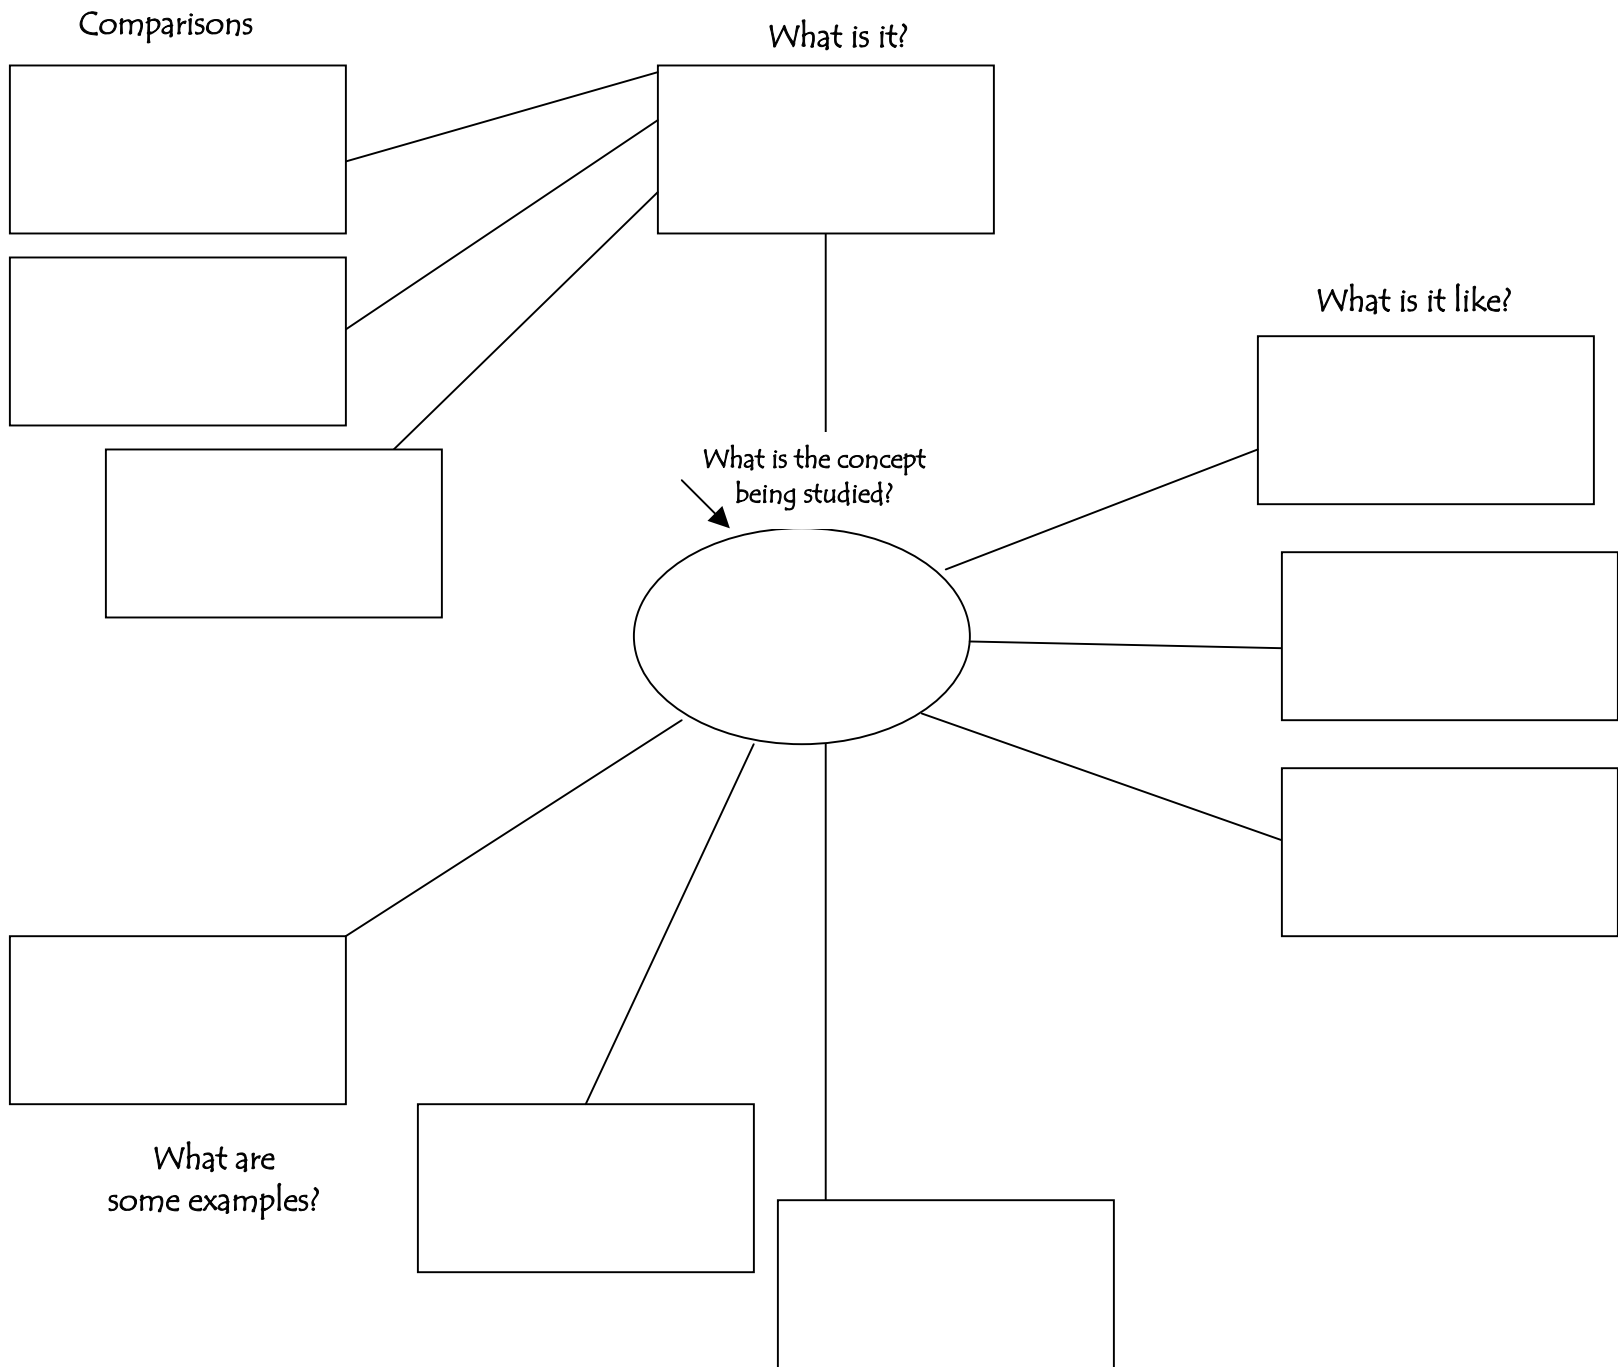 Comparisons
What is it?
What is it like?
What is the concept
being studied?
What are
some examples?